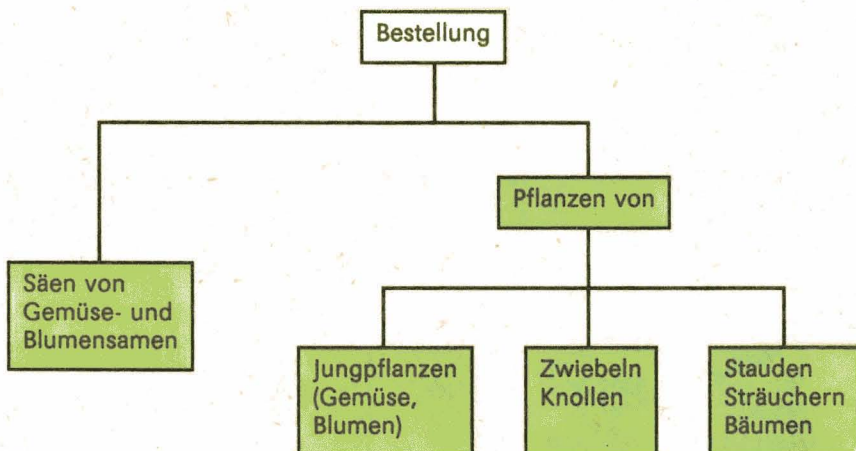 Bestellung
Pflanzen von
Säen von
Gemüse- und
Blumensamen
Jungpflanzen
(Gemüse,
Blumen)
Zwiebeln
Knollen
Stauden
Sträuchern
Bäumen